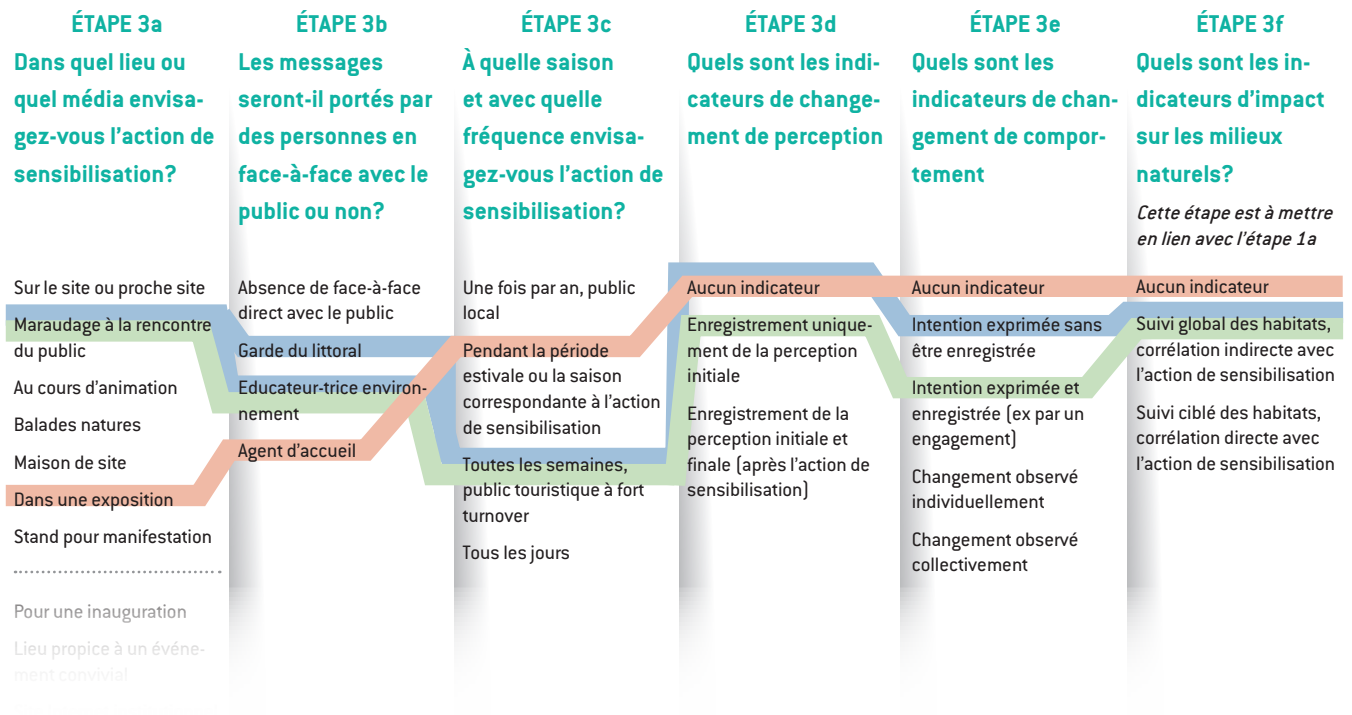 ÉTAPE 3a
Dans quel lieu ou
quel média envisa-
gez-vous l'action de
sensibilisation?
Sur le site ou proche site
Maraudage à la rencontre
du public
Au cours d'animation
Balades natures
Maison de site
Dans une exposition
Stand pour manifestation
Pour une inauguration
Lieu propice à un événe-
ment convivial
ÉTAPE 3b
Les messages
seront-il portés par
des personnes en
face-à-face avec le
public ou non?
Absence de face-à-face
direct avec le public
Garde du littoral
Educateur-trice environ-
nement
Agent d'accueil
ÉTAPE 3c
À quelle saison
et avec quelle
fréquence envisa-
gez-vous l'action de
sensibilisation?
Une fois par an, public
local
Pendant la période
estivale ou la saison
correspondante à l'action
de sensibilisation
Toutes les semaines,
public touristique à fort
turnover
Tous les jours
ÉTAPE 3d
Quels sont les indi-
cateurs de change-
ment de perception
Aucun indicateur
Enregistrement unique-
ment de la perception
initiale
Enregistrement de la
perception initiale et
finale (après l'action de
sensibilisation)
ÉTAPE 3e
Quels sont les
indicateurs de chan-
gement de compor-
tement
Aucun indicateur
Intention exprimée sans
être enregistrée
Intention exprimée et
enregistrée (ex par un
engagement)
Changement observé
individuellement
Changement observé
collectivement
ÉTAPE 3f
Quels sont les in-
dicateurs d'impact
sur les milieux
naturels?
Cette étape est à mettre
en lien avec l'étape 1a
Aucun indicateur
Suivi global des habitats,
corrélation indirecte avec
l'action de sensibilisation
Suivi ciblé des habitats,
corrélation directe avec
l'action de sensibilisation